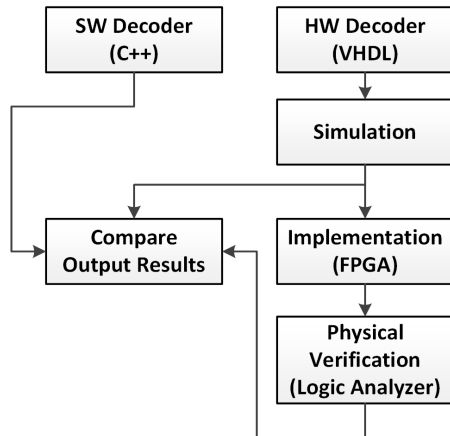 SW Decoder
(C++)
HW Decoder
(VHDL)
Simulation
Compare
Output Results
Implementation
(FPGA)
Physical
Verification
(Logic Analyzer)